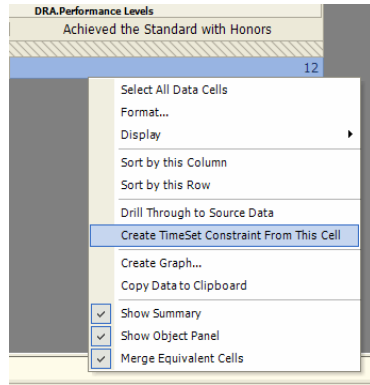 DRA.Performance Levels
Achieved the Standard with Honors
12
Select All Data Cells
Format...
Display
Sort by this Column
Sort by this Row
Drill Through to Source Data
Create TimeSet Constraint From This Cell
Create Graph...
Copy Data to Clipboard
Show Summary
Show Object Panel
Merge Equivalent Cells